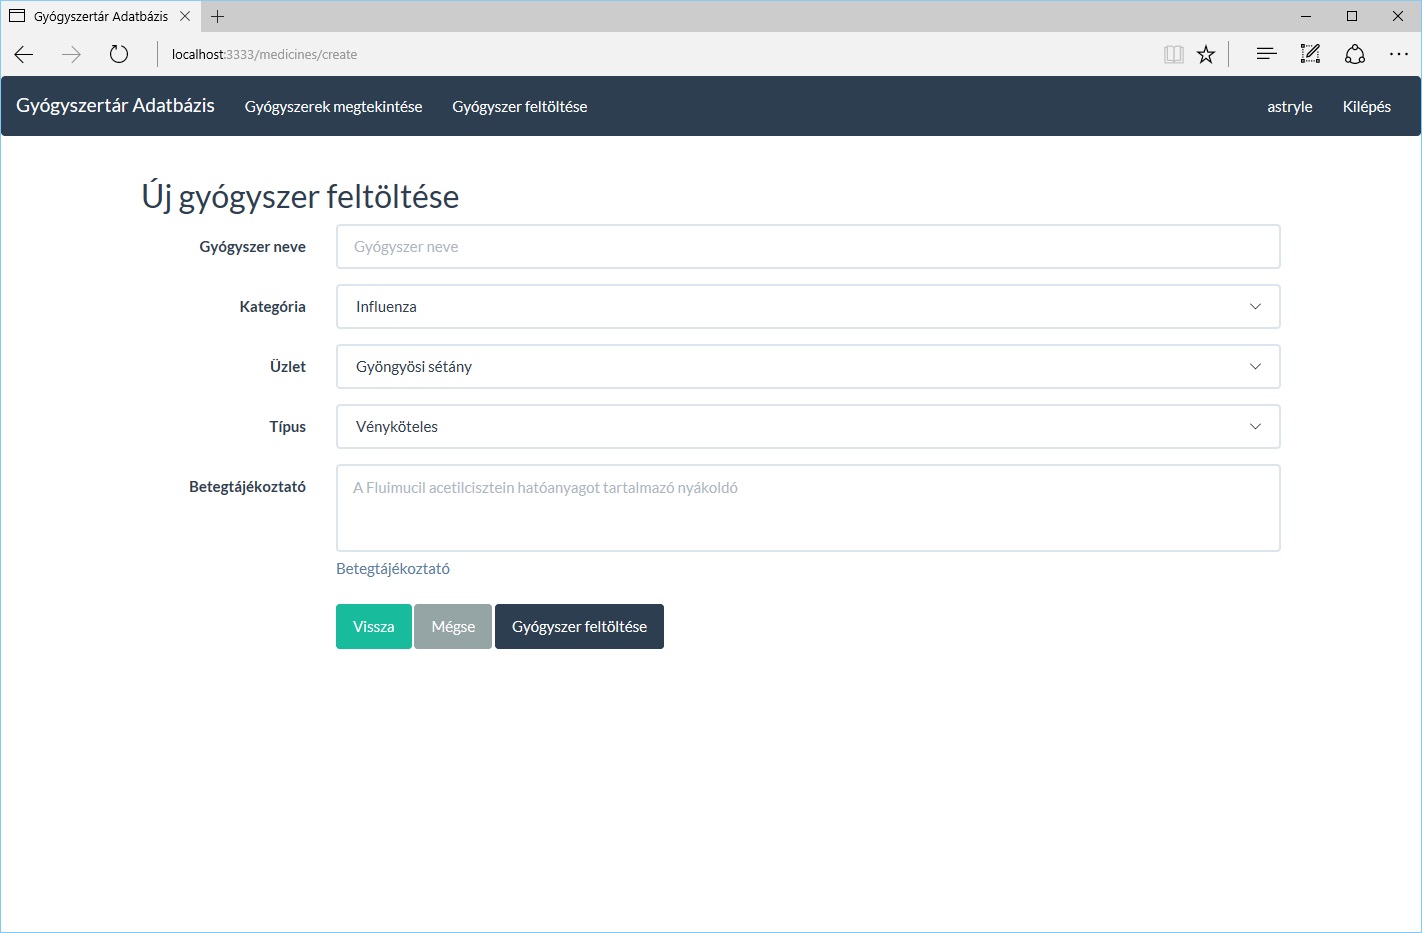 Gyógyszertár Adatbázis
localhost:3333/medicines/create
Gyógyszertár Adatbázis Gyógyszerek megtekintése Gyógyszer feltöltése astryle Kilépés
Új gyógyszer feltöltése
Gyógyszer neve Gyógyszer neve
Kategória Influenza
Üzlet Gyöngyösi sétány
Típus Vényköteles
Betegtájékoztató A Fluimucil acetilcisztein hatóanyagot tartalmazó nyákoldó
Betegtájékoztató
Vissza Mégse Gyógyszer feltöltése